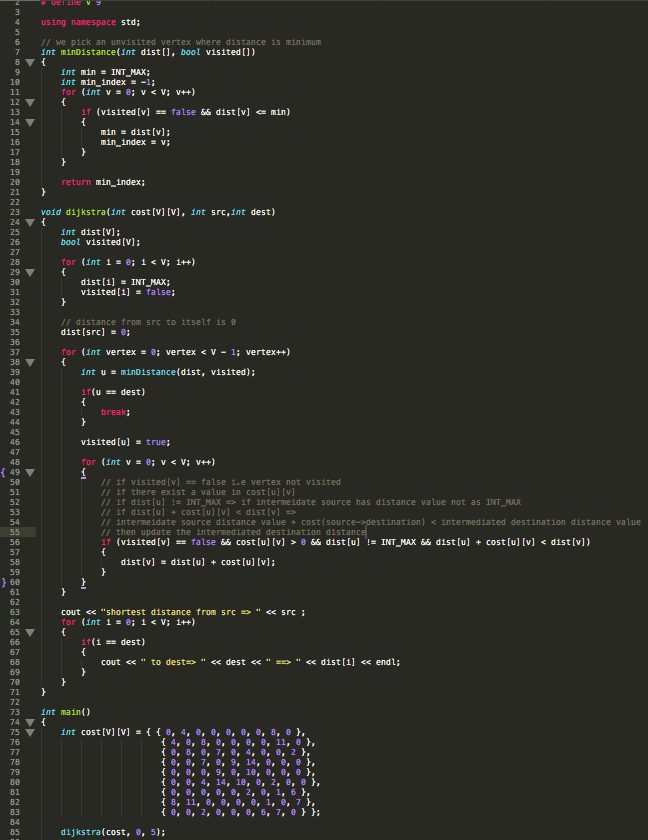 2 # define V 9
3
4 using namespace std;
5
6 // we pick an unvisited vertex where distance is minimum
7 int minDistance(int dist[], bool visited[])
8 {
9 int min = INT_MAX;
10 int min_index = -1;
11 for (int v = 0; v < V; v++)
12 {
13 if (visited[v] == false && dist[v] <= min)
14 {
15 min = dist[v];
16 min_index = v;
17 }
18 }
19
20 return min_index;
21 }
22
23 void dijkstra(int cost[V][V], int src,int dest)
24 {
25 int dist[V];
26 bool visited[V];
27
28 for (int i = 0; i < V; i++)
29 {
30 dist[i] = INT_MAX;
31 visited[i] = false;
32 }
33
34 // distance from src to itself is 0
35 dist[src] = 0;
36
37 for (int vertex = 0; vertex < V - 1; vertex++)
38 {
39 int u = minDistance(dist, visited);
40
41 if(u == dest)
42 {
43 break;
44 }
45
46 visited[u] = true;
47
48 for (int v = 0; v < V; v++)
{ 49 {
50 // if visited[v] == false i.e vertex not visited
51 // if there exist a value in cost[u][v]
52 // if dist[u] != INT_MAX => if intermeidate source has distance value not as INT_MAX
53 // if dist[u] + cost[u][v] < dist[v] =>
54 // intermeidate source distance value + cost(source->destination) < intermediated destination distance value
55 // then update the intermediated destination distance
56 if (visited[v] == false && cost[u][v] > 0 && dist[u] != INT_MAX && dist[u] + cost[u][v] < dist[v])
57 {
58 dist[v] = dist[u] + cost[u][v];
59 }
} 60 }
61 }
62
63 cout << "shortest distance from src => " << src ;
64 for (int i = 0; i < V; i++)
65 {
66 if(i == dest)
67 {
68 cout << " to dest=> " << dest << " ==> " << dist[i] << endl;
69 }
70 }
71 }
72
73 int main()
74 {
75 int cost[V][V] = { { 0, 4, 0, 0, 0, 0, 0, 8, 0 },
76 { 4, 0, 8, 0, 0, 0, 0, 11, 0 },
77 { 0, 8, 0, 7, 0, 4, 0, 0, 2 },
78 { 0, 0, 7, 0, 9, 14, 0, 0, 0 },
79 { 0, 0, 0, 9, 0, 10, 0, 0, 0 },
80 { 0, 0, 4, 14, 10, 0, 2, 0, 0 },
81 { 0, 0, 0, 0, 0, 2, 0, 1, 6 },
82 { 8, 11, 0, 0, 0, 0, 1, 0, 7 },
83 { 0, 0, 2, 0, 0, 0, 6, 7, 0 } };
84
85 dijkstra(cost, 0, 5);